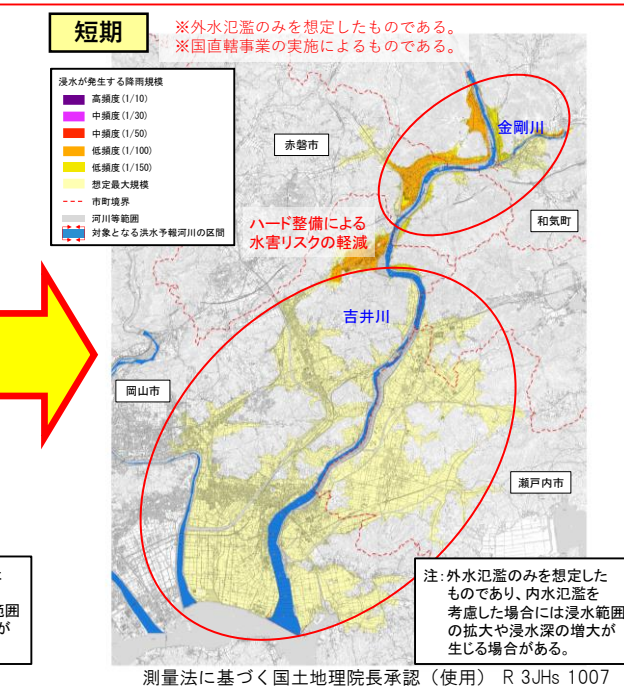 短期
※外水氾濫のみを想定したものである。
※国直轄事業の実施によるものである。
浸水が発生する降雨規模
高頻度(1/10)
中頻度(1/30)
中頻度(1/50)
低頻度(1/100)
低頻度(1/150)
想定最大規模
市町境界
河川等範囲
対象となる洪水予報河川の区間
赤磐市
金剛川
和気町
ハード整備による
水害リスクの軽減
吉井川
岡山市
瀬戸内市
範囲
が
注:外水氾濫のみを想定した
ものであり、内水氾濫を
考慮した場合には浸水範囲
の拡大や浸水深の増大が
生じる場合がある。
測量法に基づく国土地理院長承認（使用） R 3JHs 1007